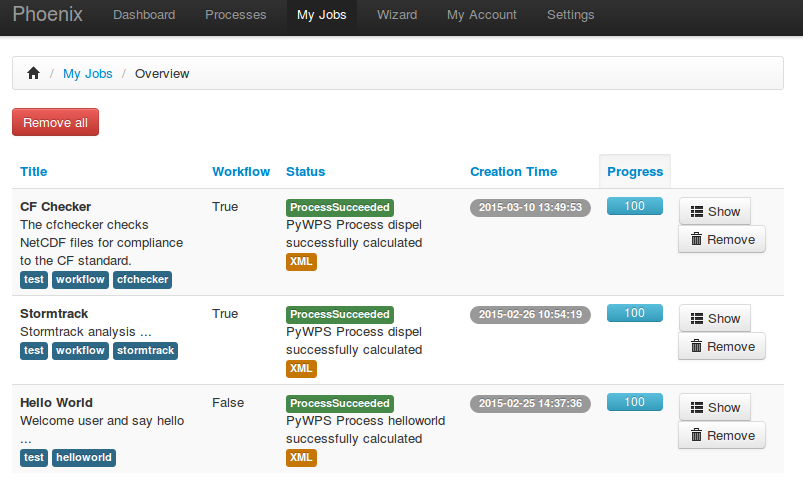 Phoenix Dashboard Processes My Jobs Wizard My Account Settings
/ My Jobs / Overview
Remove all
Title Workflow Status Creation Time Progress
CF Checker True ProcessSucceeded 2015-03-10 13:49:53 100 Show
The cfchecker checks PyWPS Process dispel
NetCDF files for compliance successfully calculated Remove
to the CF standard. XML
test workflow cfchecker
Stormtrack True ProcessSucceeded 2015-02-26 10:54:19 100 Show
Stormtrack analysis ... PyWPS Process dispel
test workflow stormtrack successfully calculated Remove
XML
Hello World False ProcessSucceeded 2015-02-25 14:37:36 100 Show
Welcome user and say hello PyWPS Process helloworld
... successfully calculated Remove
test helloworld XML